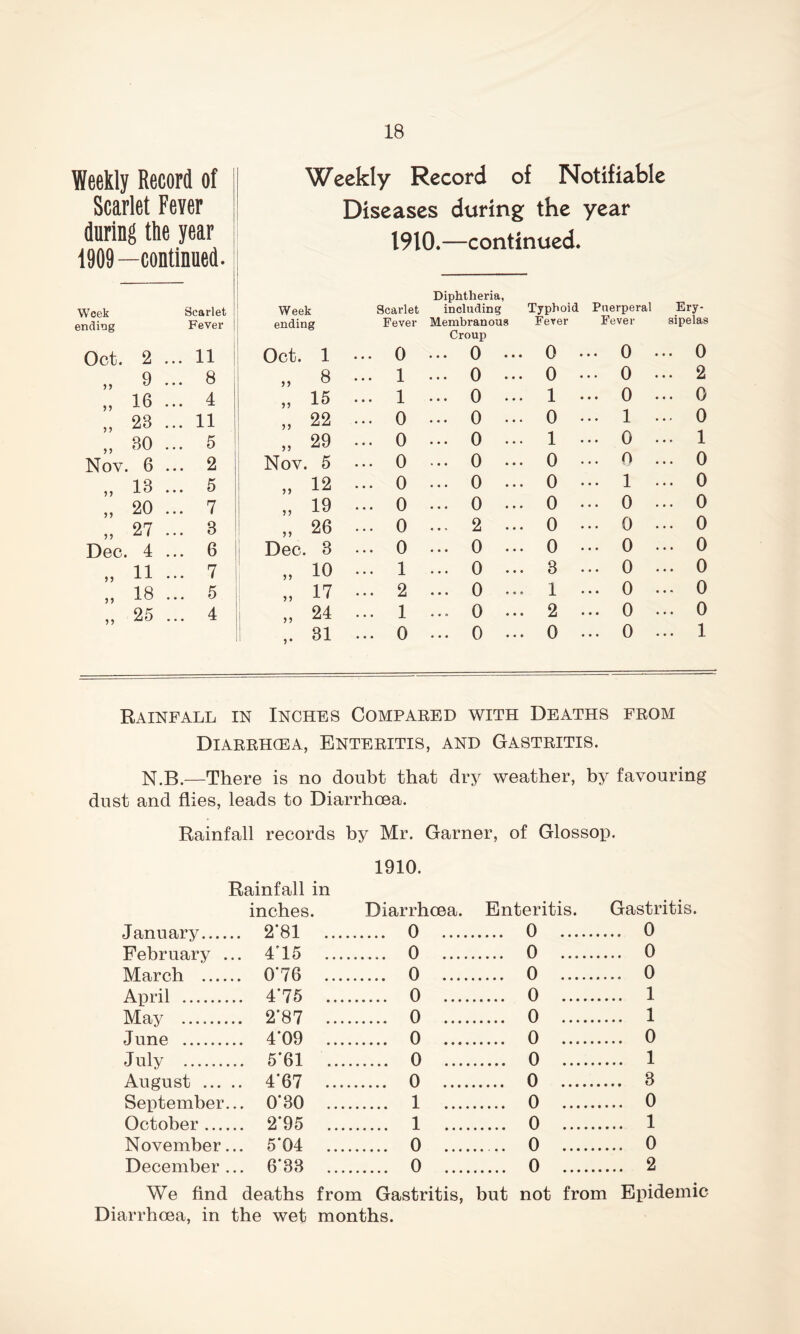 18
Weekly Record of
Scarlet Fever
during the year
1909—continued.
Week ending Scarlet Fever
Oct. 2 ... 11
„ 9 ... 8
„ 16 ... 4
„ 23 ... 11
„ 30 ... 5
Nov. 6 ... 2
„ 13 ... 5
„ 20 ... 7
„ 27 ... 3
Dec. 4 ... 6
„ 11 ... 7
„ 18 ... 5
„ 25 ... 4
Weekly Record of Notifiable
Diseases during the year
1910.—continued.
Week ending Scarlet Fever Diphtheria, including Membranous Croup Typhoid Fever Puerperal Fever Ery- sipelas
Oct. 1 ... 0 ... 0 ... 0 ... 0 ... 0
„ 8 ... 1 ... 0 ... 0 ... 0 ... 2
„ 15 ... 1 ... 0 ... 1 ... 0 ... 0
„ 22 ... 0 ... 0 ... 0 ... 1 ... 0
„ 29 ... 0 ... 0 ... 1 ... 0 ... 1
Nov. 5 ... 0 ... 0 ... 0 ... 0 ... 0
„ 12 ... 0 ... 0 ... 0 ... 1 ... 0
„ 19 ... 0 ... 0 ... 0 ... 0 ... 0
„ 26 ... 0 ... 2 ... 0 ... 0 ... 0
Dec. 3 ... 0 ... 0 ... 0 ... 0 ... 0
„ 10 ... 1 ... 0 ... 3 ... 0 ... 0
„ 17 ... 2 ... 0 ... 1 ... 0 ... 0
„ 24 ... 1 ... 0 ... 2 ... 0 ... 0
„ 31 ... 0 ... 0 ... 0 ... 0 ... 1
Rainfall in Inches Compared with Deaths from
Diarrhœa, Enteritis, and Gastritis.
N.B.—There is no doubt that dry weather, by favouring
dust and flies, leads to Diarrhœa.
Rainfall records by Mr. Garner, of Glossop.
1910.
Rainfall in
inches. Diarrhœa. Enteritis. Gastritis.
January...... 2·81 ......... 0 ......... 0 ......... 0
February ... 4·15 ......... 0 ......... 0 ......... 0
March ...... 0·76 ......... 0 ......... 0 ......... 0
April ......... 4·75 ......... 0 ......... 0 ......... 1
May ......... 2·87 ......... 0 ......... 0 ......... 1
June ......... 4·09 ......... 0 ......... 0 ......... 0
July ......... 5·61 ......... 0 ......... 0 ......... 1
August ... .. 4·67 ......... 0 ......... 0 ......... 3
September... 0·30 ......... 1 ......... 0 ......... 0
October ...... 2·95 ......... 1 ......... 0 ......... 1
November... 5·04 ......... 0 ......... 0 ......... 0
December ... 6·33 ......... 0 ......... 0 ......... 2
We find deaths from Gastritis, but not from Epidemic
Diarrhœa, in the wet months.